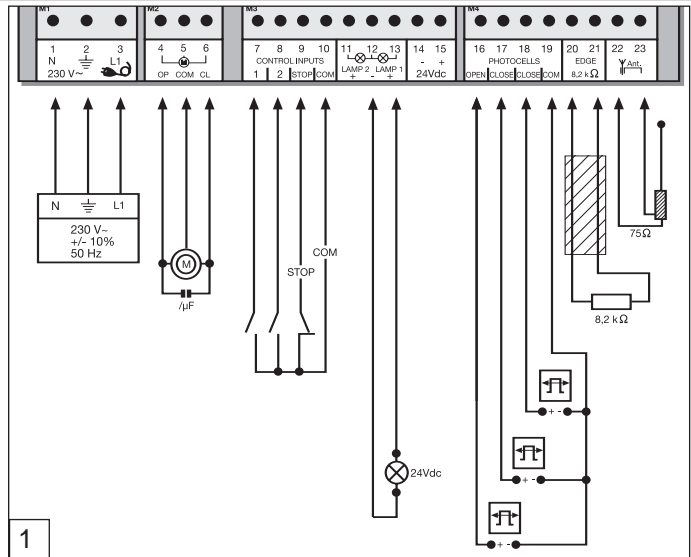 M1 M2 M3 M4
1 2 3 4 5 6 7 8 9 10 11 12 13 14 15 16 17 18 19 20 21 22 23
N L1 M CONTROL INPUTS - + PHOTOCELLS EDGE Ant.
230 V~ OP COM CL 1 2 STOP COM LAMP 2 LAMP 1 24Vdc OPEN CLOSE CLOSE COM 8,2 kΩ
+ - +
N L1
230 V~
+/- 10%
50 Hz
M
/µF
STOP
COM
75Ω
8,2 kΩ
+ -
+ -
24Vdc
+ -
1